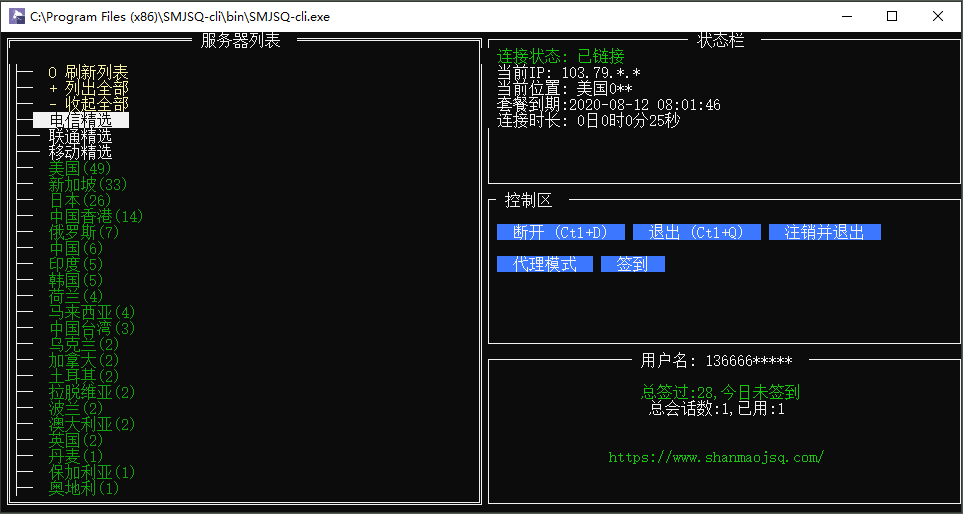 C:\Program Files (x86)\SMJSQ-cli\bin\SMJSQ-cli.exe
服务器列表
0 刷新列表
+ 列出全部
- 收起全部
电信精选
联通精选
移动精选
美国(49)
新加坡(33)
日本(26)
中国香港(14)
俄罗斯(7)
中国(6)
印度(5)
韩国(5)
荷兰(4)
马来西亚(4)
中国台湾(3)
乌克兰(2)
加拿大(2)
土耳其(2)
拉脱维亚(2)
波兰(2)
澳大利亚(2)
英国(2)
丹麦(1)
保加利亚(1)
奥地利(1)
状态栏
连接状态: 已链接
当前IP: 103.79.*.*
当前位置: 美国0**
套餐到期:2020-08-12 08:01:46
连接时长: 0日0时0分25秒
控制区
断开 (Ctl+D) 退出 (Ctl+Q) 注销并退出
代理模式 签到
用户名: 136666*****
总签过:28,今日未签到
总会话数:1,已用:1
https://www.shanmaojsq.com/